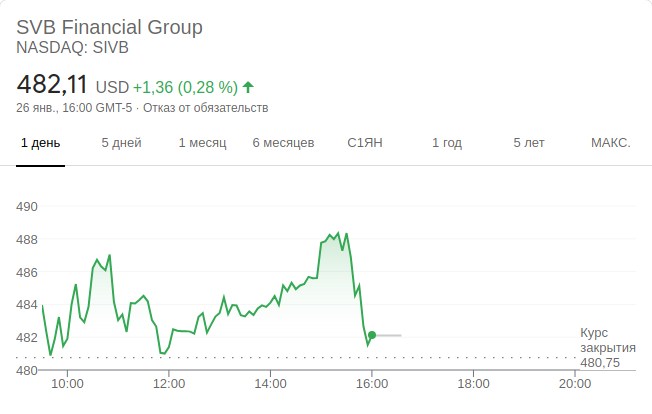 SVB Financial Group
NASDAQ: SIVB
482,11 USD +1,36 (0,28 %)
26 янв., 16:00 GMT-5 · Отказ от обязательств
1 день 5 дней 1 месяц 6 месяцев С1ЯН 1 год 5 лет МАКС.
490
488
486
484
482
480
Курс
закрытия
480,75
10:00 12:00 14:00 16:00 18:00 20:00